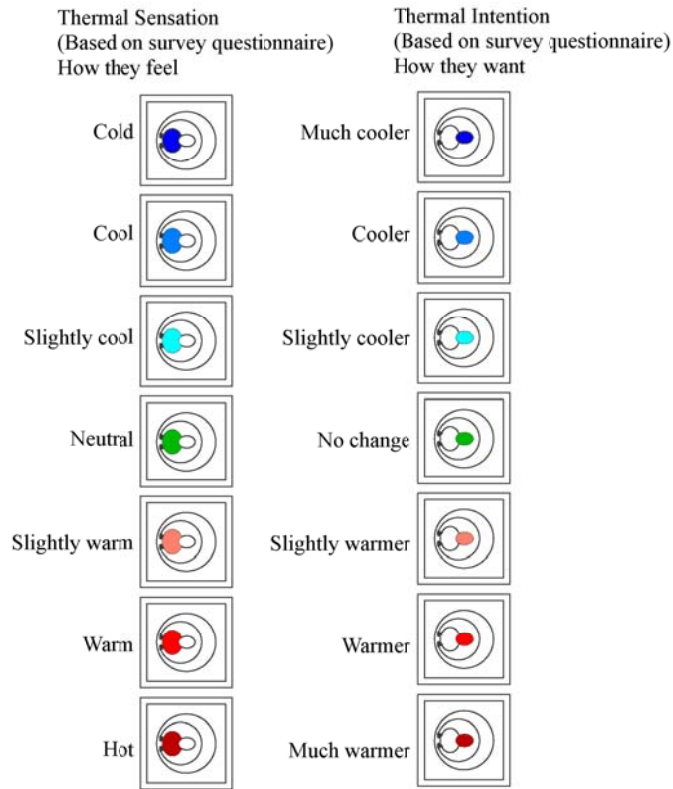 Thermal Sensation
(Based on survey questionnaire)
How they feel
Cold
Cool
Slightly cool
Neutral
Slightly warm
Warm
Hot
Thermal Intention
(Based on survey questionnaire)
How they want
Much cooler
Cooler
Slightly cooler
No change
Slightly warmer
Warmer
Much warmer